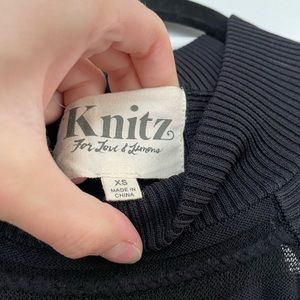 Knitz
For Love & Lemons
XS
MADE IN
CHINA